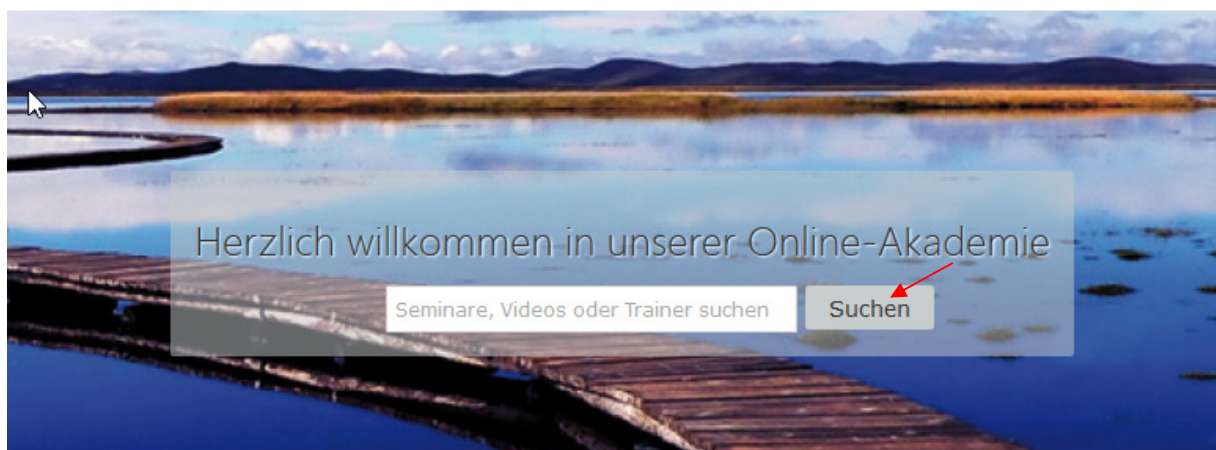 Herzlich willkommen in unserer Online-Akademie
Seminare, Videos oder Trainer suchen
Suchen